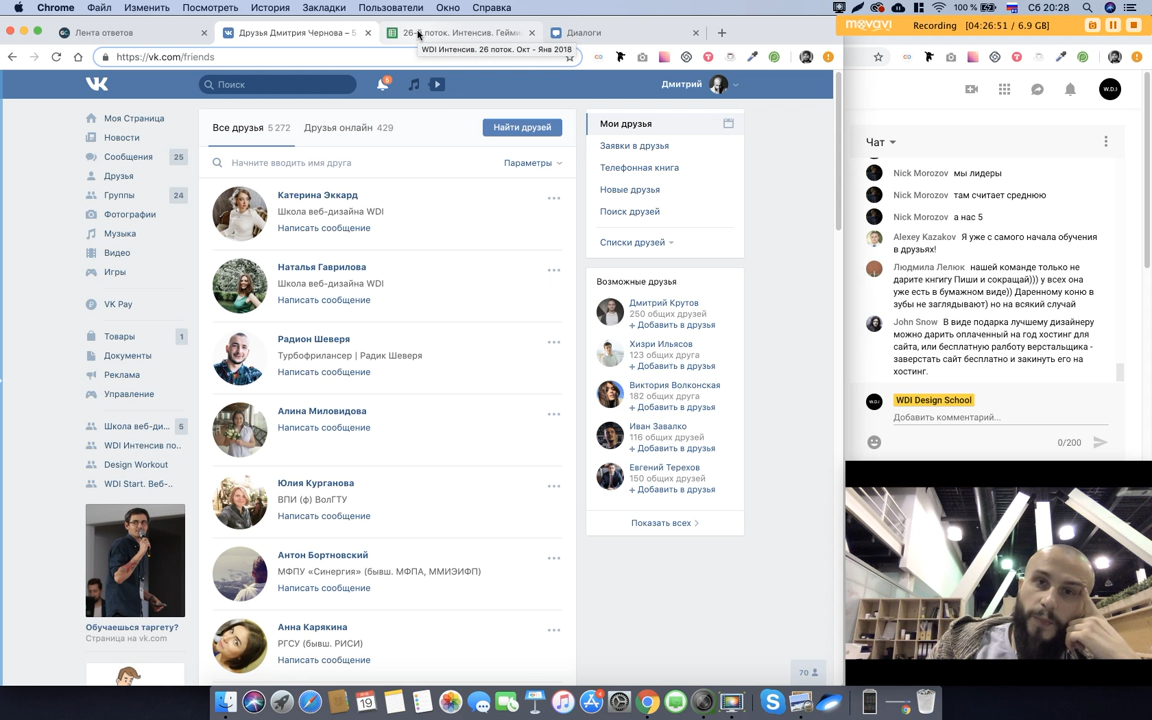 Chrome Файл Изменить Посмотреть История Закладки Пользователи Окно Справка
100 % Сб 20:28
movavi Recording [04:26:51 / 6.9 GB]
Лента ответов
Друзья Дмитрия Чернова – 5
Диалоги
WDI Интенсив. 26 поток. Окт - Янв 2018
https://vk.com/friends
Поиск
6
Дмитрий
Моя Страница
Новости
Сообщения 25
Друзья
Группы 24
Фотографии
Музыка
Видео
Игры
VK Pay
Товары 1
Документы
Реклама
Управление
Школа веб-ди... 5
WDI Интенсив по..
Design Workout
WDI Start. Веб-..
Обучаешься таргету?
Страница на vk.com
Все друзья 5 272 Друзья онлайн 429
Найти друзей
Начните вводить имя друга
Параметры
Катерина Эккард
Школа веб-дизайна WDI
Написать сообщение
Наталья Гаврилова
Школа веб-дизайна WDI
Написать сообщение
Радион Шеверя
Турбофрилансер | Радик Шеверя
Написать сообщение
Алина Миловидова
Написать сообщение
Юлия Курганова
ВПИ (ф) ВолГТУ
Написать сообщение
Антон Бортновский
МФПУ «Синергия» (бывш. МФПА, ММИЭИФП)
Написать сообщение
Анна Карякина
РГСУ (бывш. РИСИ)
Написать сообщение
Мои друзья
Заявки в друзья
Телефонная книга
Новые друзья
Поиск друзей
Списки друзей
Возможные друзья
Дмитрий Крутов
250 общих друзей
+ Добавить в друзья
Хизри Ильясов
123 общих друга
+ Добавить в друзья
Виктория Волконская
182 общих друга
+ Добавить в друзья
Иван Завалко
116 общих друзей
+ Добавить в друзья
Евгений Терехов
150 общих друзей
+ Добавить в друзья
Показать всех
70
W.D.I
Чат
Nick Morozov мы лидеры
Nick Morozov там считает среднюю
Nick Morozov а нас 5
Alexey Kazakov Я уже с самого начала обучения
в друзьях!
Людмила Лелюк нашей команде только не
дарите кнгигу Пиши и сокращай))) у всех она
уже есть в бумажном виде)) Даренному коню в
зубы не заглядывают) но на всякий случай
John Snow В виде подарка лучшему дизайнеру
можно дарить оплаченный на год хостинг для
сайта, или бесплатную ралботу верстальщика -
заверстать сайт бесплатно и закинуть его на
хостинг.
W.D.I
WDI Design School
Добавить комментарий...
0/200
19